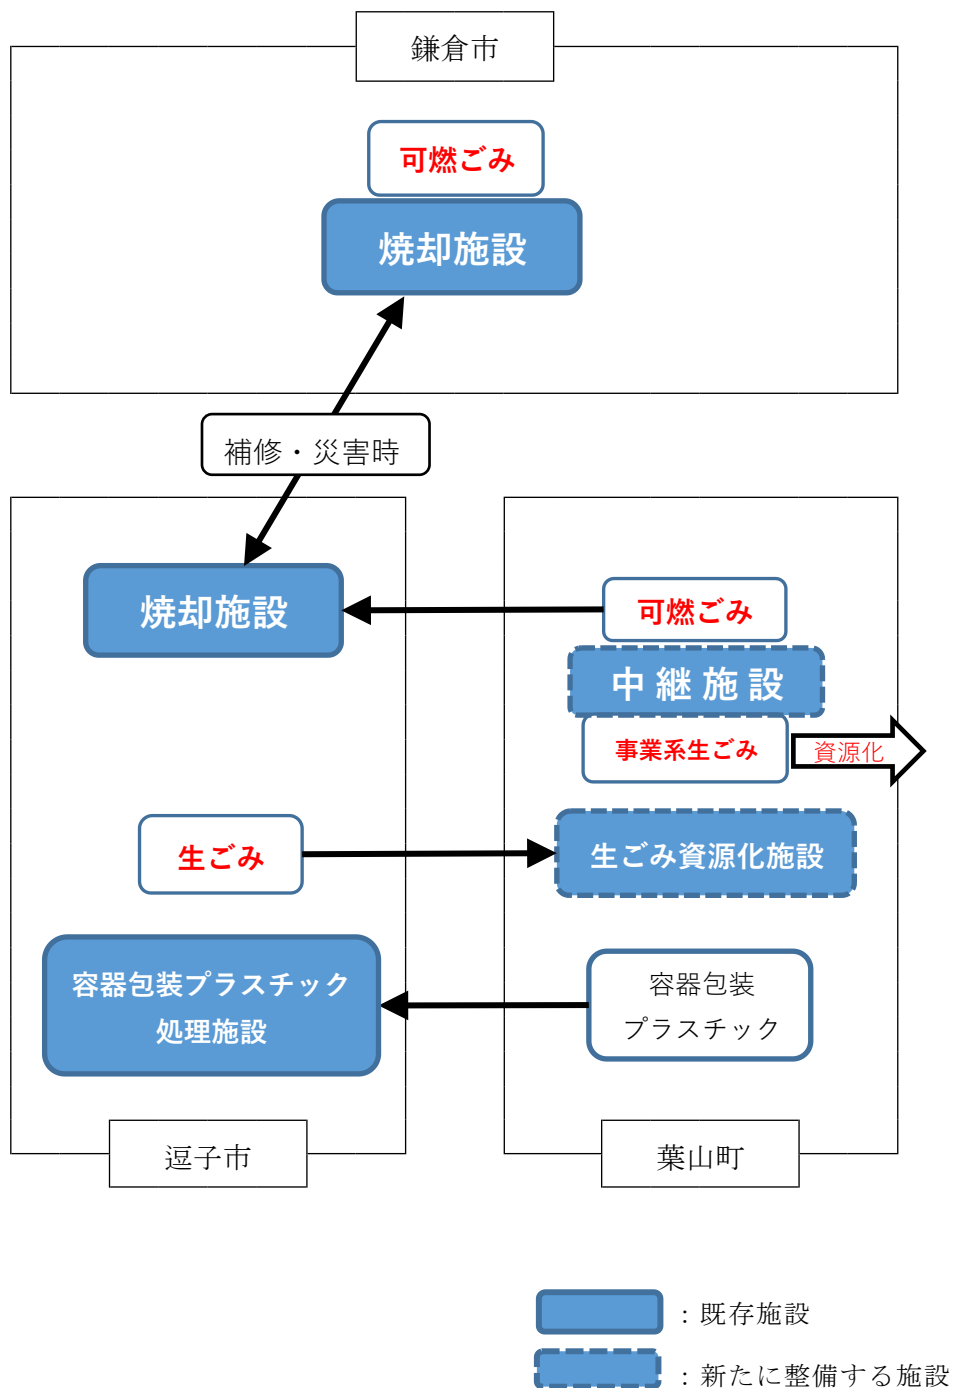 鎌倉市
可燃ごみ
焼却施設
補修・災害時
焼却施設
可燃ごみ
中継施設
事業系生ごみ
資源化
生ごみ
生ごみ資源化施設
容器包装プラスチック
処理施設
容器包装
プラスチック
逗子市
葉山町
：既存施設
：新たに整備する施設